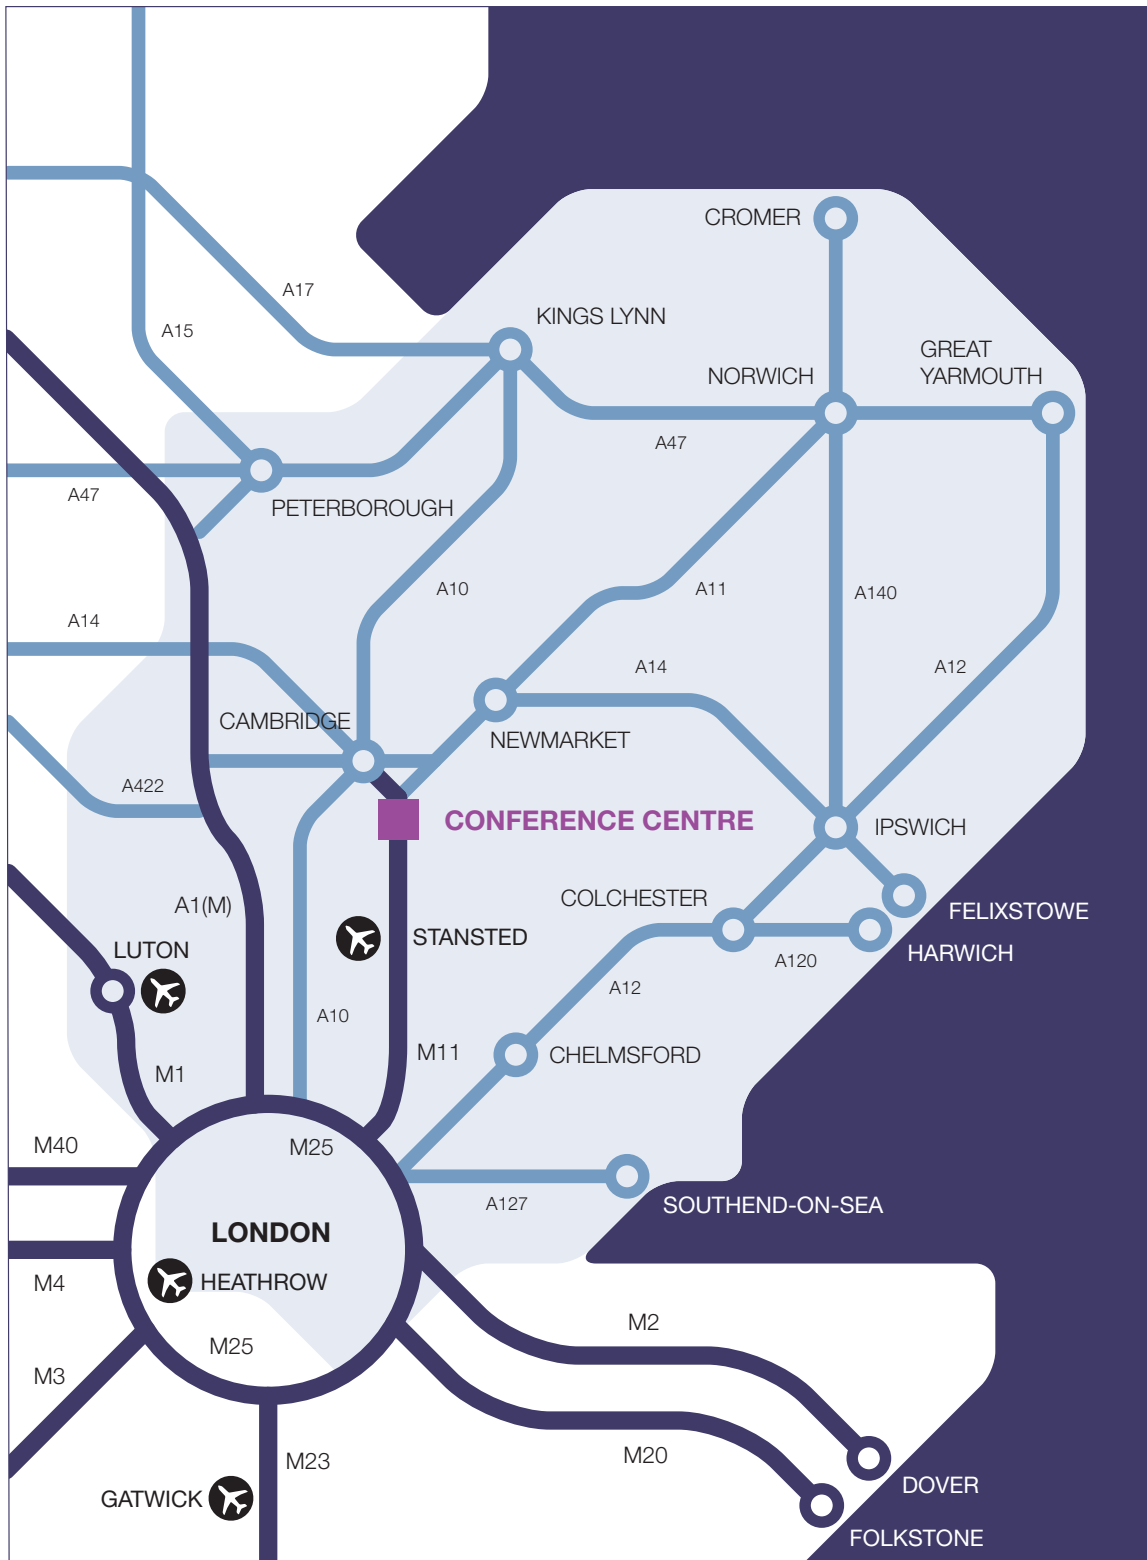 CROMER
A17
KINGS LYNN
A15
GREAT
YARMOUTH
NORWICH
A47
A47
PETERBOROUGH
A10
A11
A140
A14
A14
A12
CAMBRIDGE
NEWMARKET
A422
CONFERENCE CENTRE
IPSWICH
COLCHESTER
A1(M)
FELIXSTOWE
STANSTED
LUTON
HARWICH
A120
A12
A10
M11
CHELMSFORD
M1
M40
M25
A127
SOUTHEND-ON-SEA
LONDON
M4
HEATHROW
M2
M25
M3
M20
M23
DOVER
GATWICK
FOLKSTONE